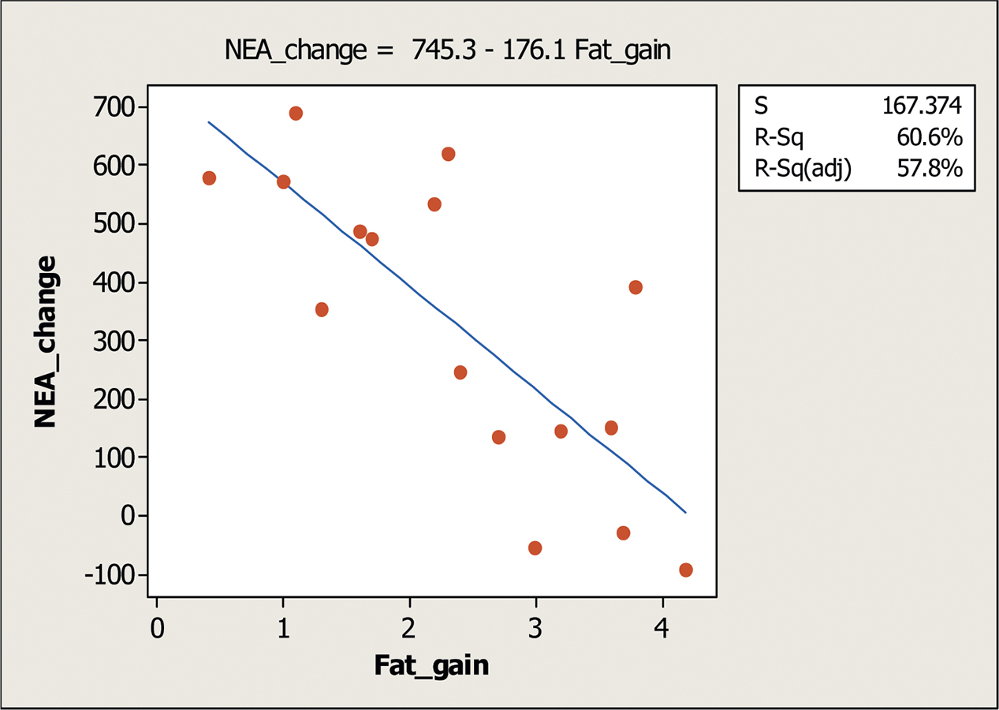 NEA_change = 745.3 - 176.1 Fat_gain
S 167.374
R-Sq 60.6%
R-Sq(adj) 57.8%
700
600
500
400
300
200
100
0
-100
NEA_change
0 1 2 3 4
Fat_gain